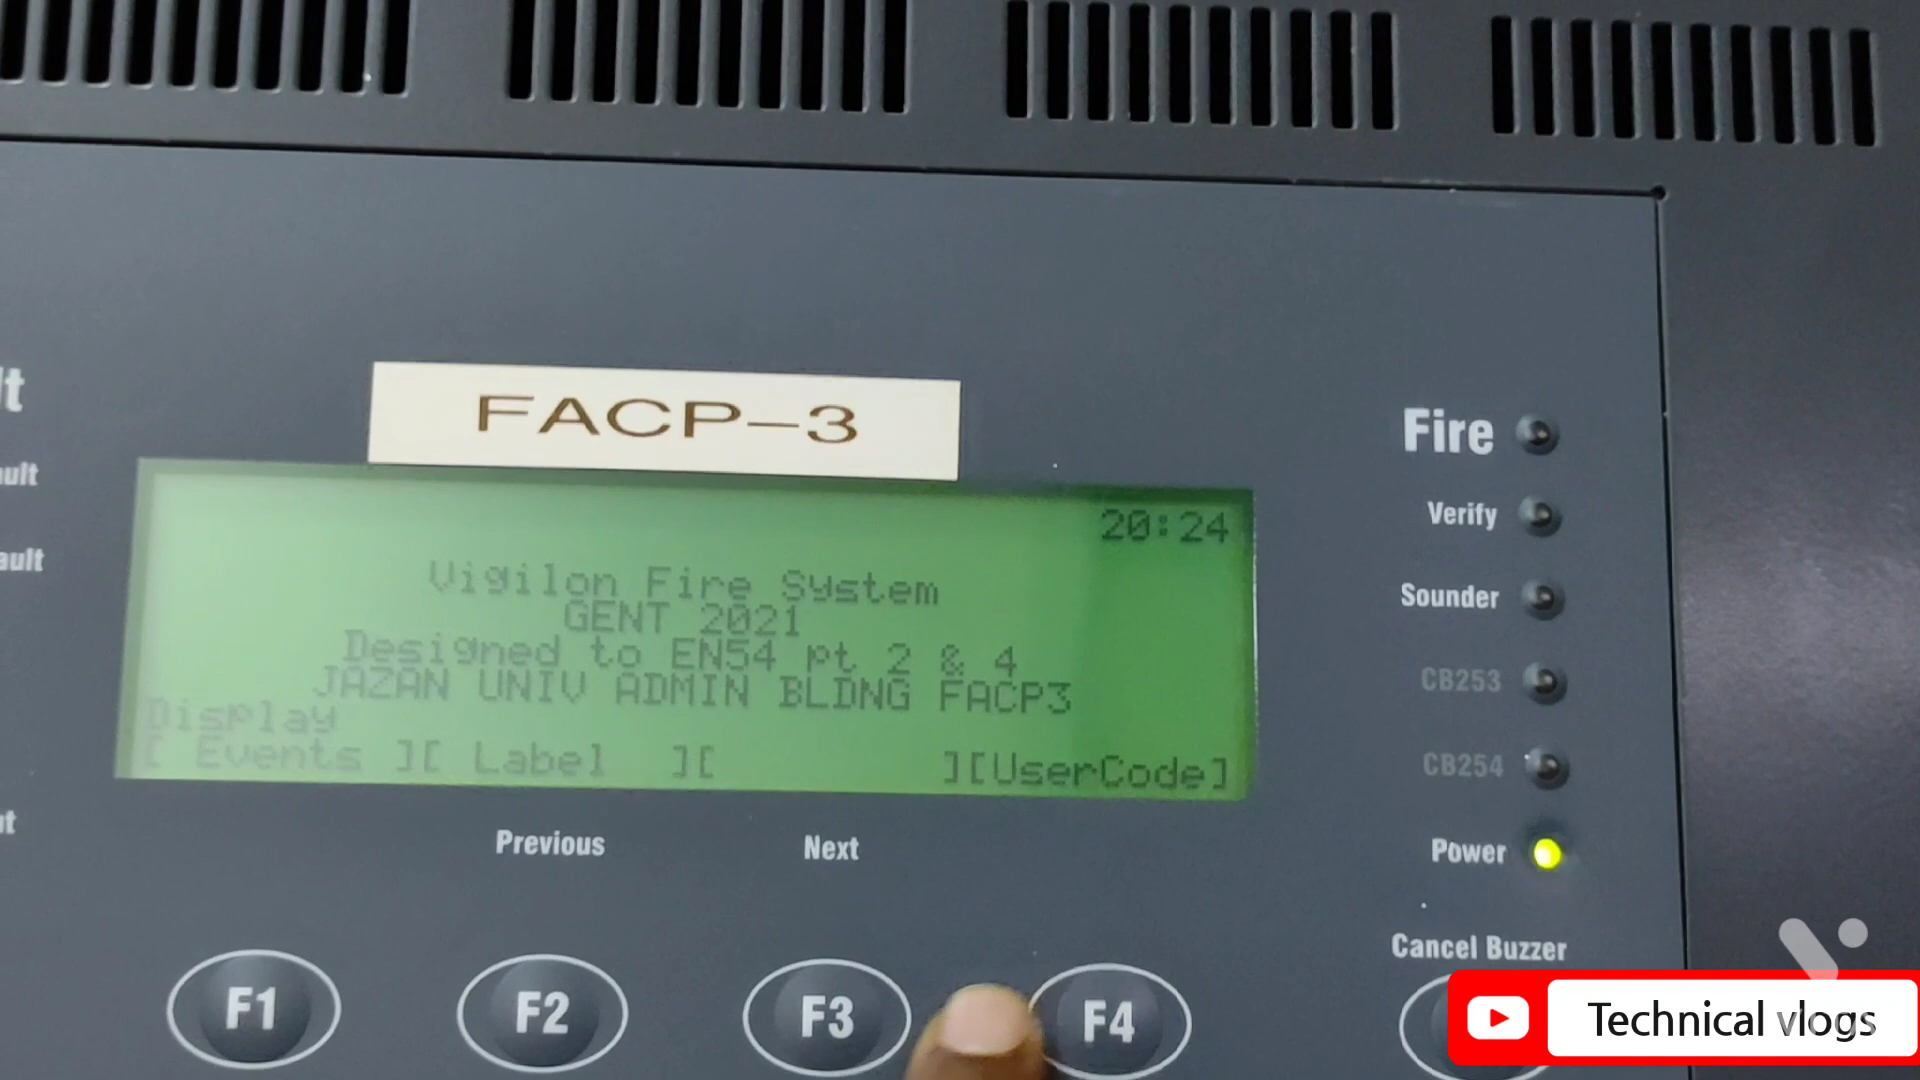 FACP-3
20:24
Vigilon Fire System
GENT 2021
Designed to EN54 pt 2 & 4
JAZAN UNIV ADMIN BLDNG FACP3
Display
[ Events ][ Label ][ ][UserCode]
Previous Next
F1 F2 F3 F4
Fire
Verify
Sounder
CB253
CB254
Power
Cancel Buzzer
Technical vlogs